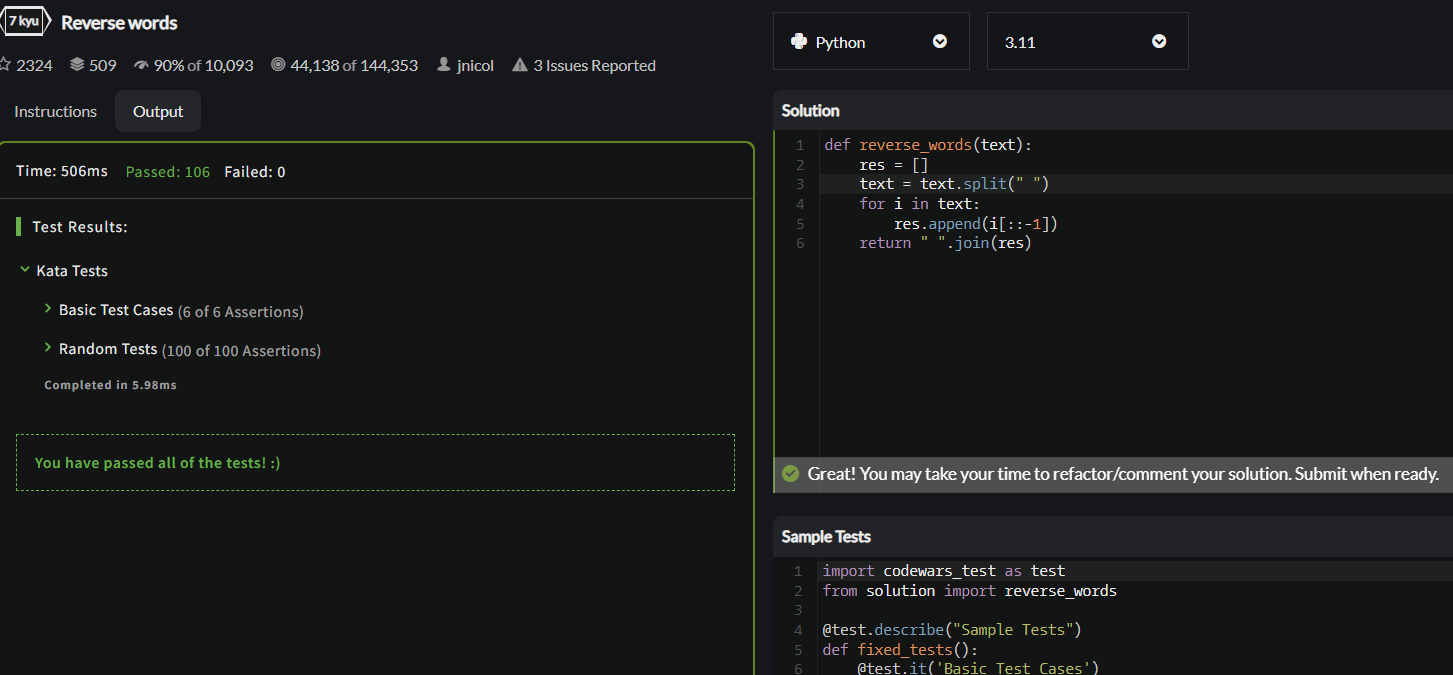 7 kyu Reverse words
2324 509 90% of 10,093 44,138 of 144,353 jnicol 3 Issues Reported
Instructions Output
Time: 506ms Passed: 106 Failed: 0
Test Results:
Kata Tests
Basic Test Cases (6 of 6 Assertions)
Random Tests (100 of 100 Assertions)
Completed in 5.98ms
You have passed all of the tests! :)
Python 3.11
Solution
1 def reverse_words(text):
2     res = []
3     text = text.split(" ")
4     for i in text:
5         res.append(i[::-1])
6     return " ".join(res)
Great! You may take your time to refactor/comment your solution. Submit when ready.
Sample Tests
1 import codewars_test as test
2 from solution import reverse_words
3
4 @test.describe("Sample Tests")
5 def fixed_tests():
6     @test.it('Basic Test Cases')